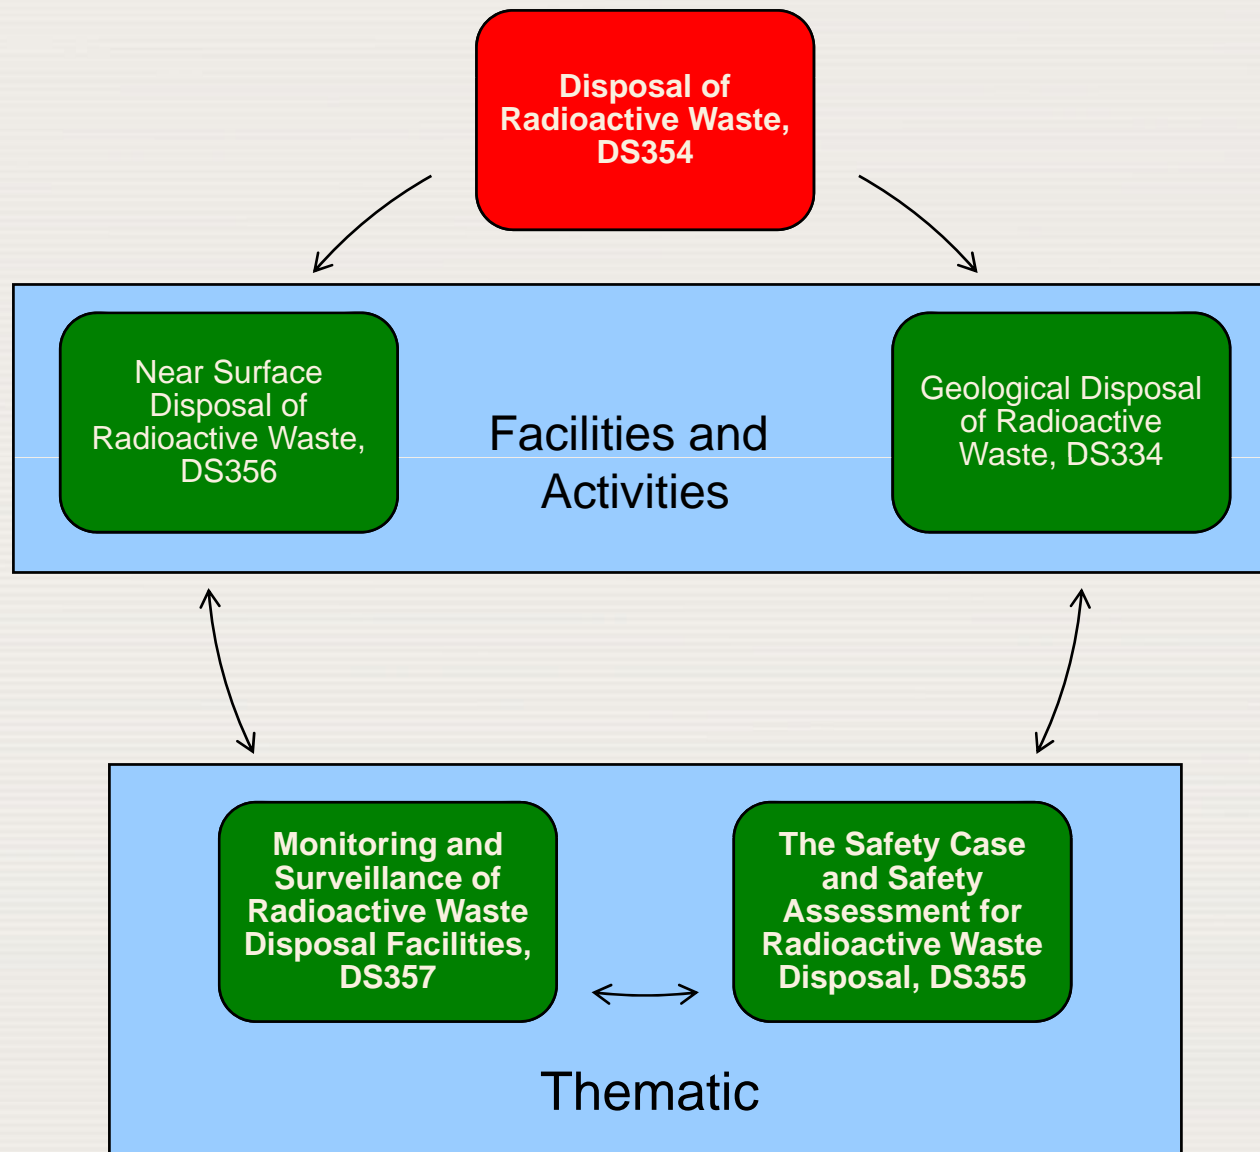 Disposal of
Radioactive Waste,
DS354
Near Surface
Disposal of
Radioactive Waste,
DS356
Facilities and
Activities
Geological Disposal
of Radioactive
Waste, DS334
Monitoring and
Surveillance of
Radioactive Waste
Disposal Facilities,
DS357
The Safety Case
and Safety
Assessment for
Radioactive Waste
Disposal, DS355
Thematic